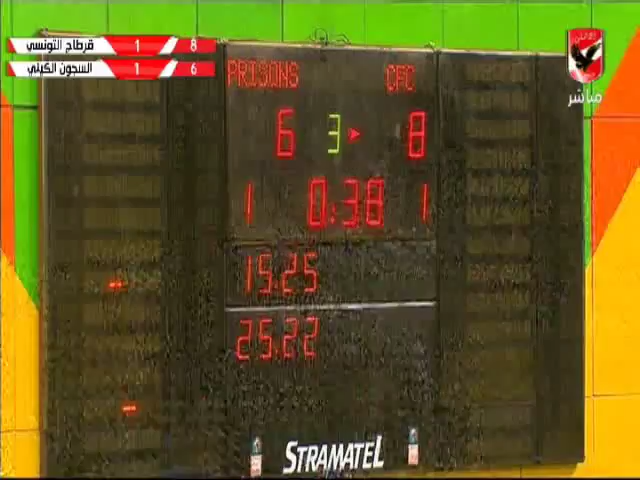 قرطاج التونسي 1 8
السجون الكيني 1 6
الاهلي
مباشر
PRISONS CFC
6 3 8
1 0:38 1
15.25
25.22
STRAMATEL